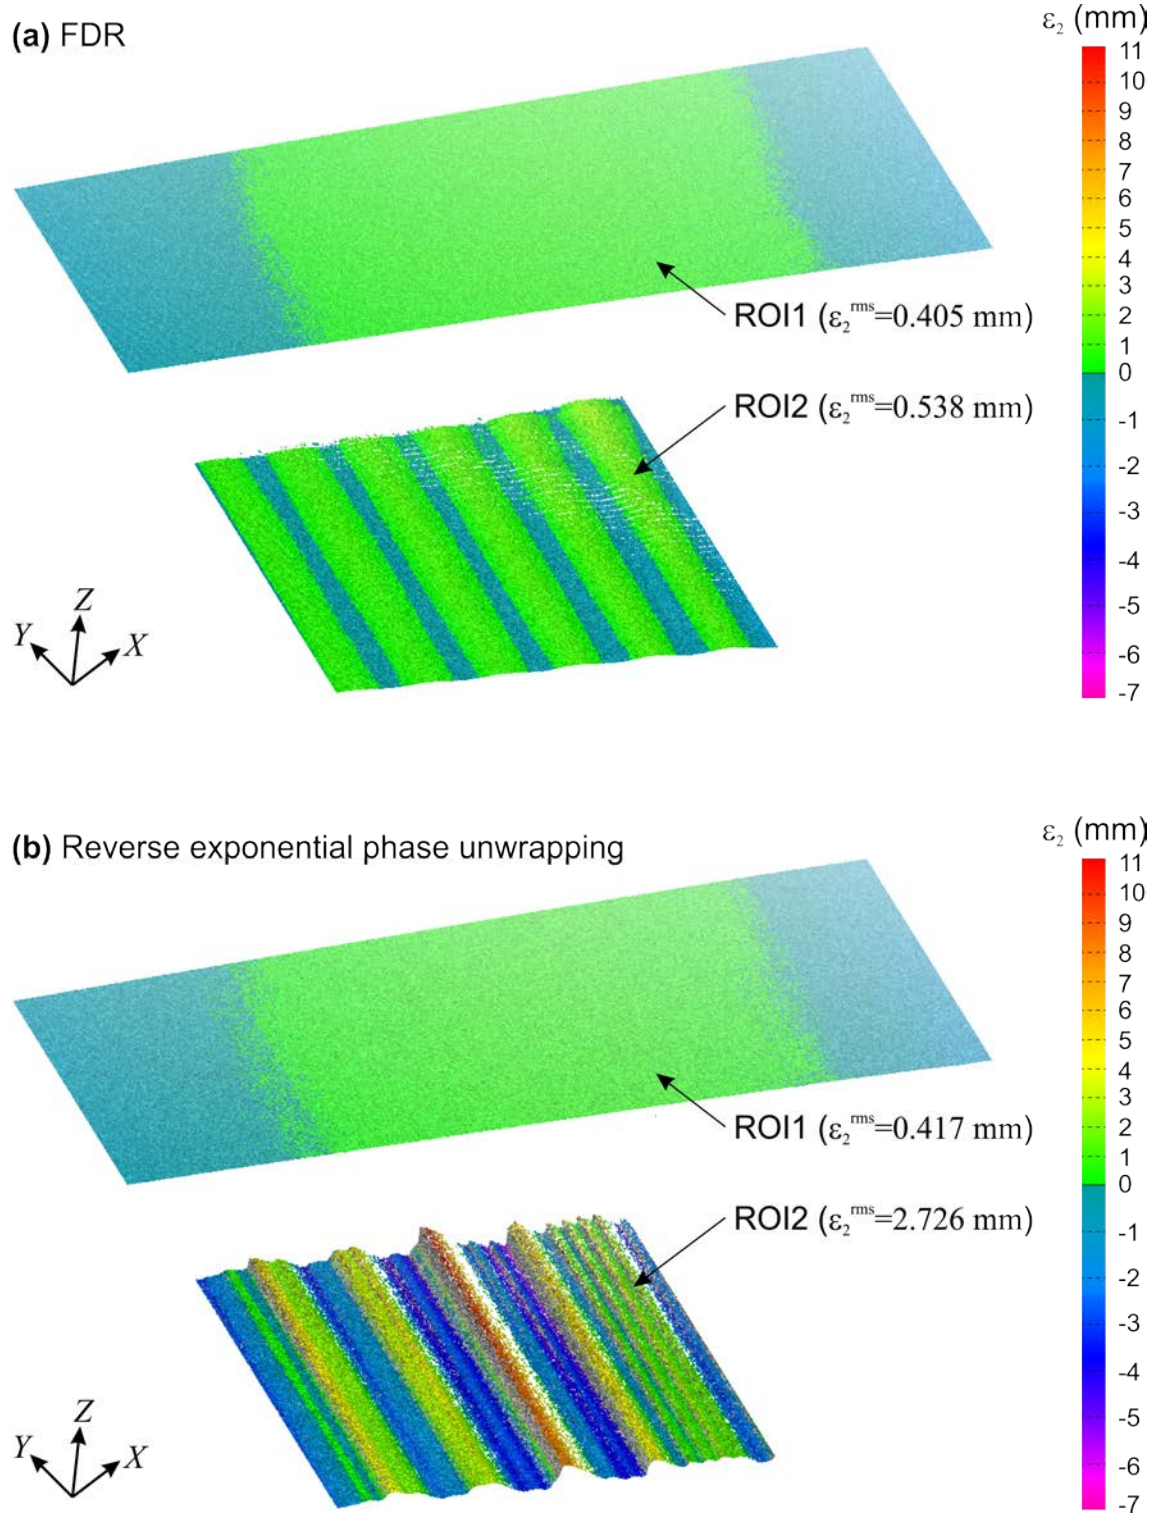 (a) FDR
ε₂ (mm)
11
10
9
8
7
6
5
4
3
2
1
0
-1
-2
-3
-4
-5
-6
-7
ROI1 (ε₂ʳᵐˢ=0.405 mm)
ROI2 (ε₂ʳᵐˢ=0.538 mm)
Z
Y
X
(b) Reverse exponential phase unwrapping
ε₂ (mm)
11
10
9
8
7
6
5
4
3
2
1
0
-1
-2
-3
-4
-5
-6
-7
ROI1 (ε₂ʳᵐˢ=0.417 mm)
ROI2 (ε₂ʳᵐˢ=2.726 mm)
Z
Y
X